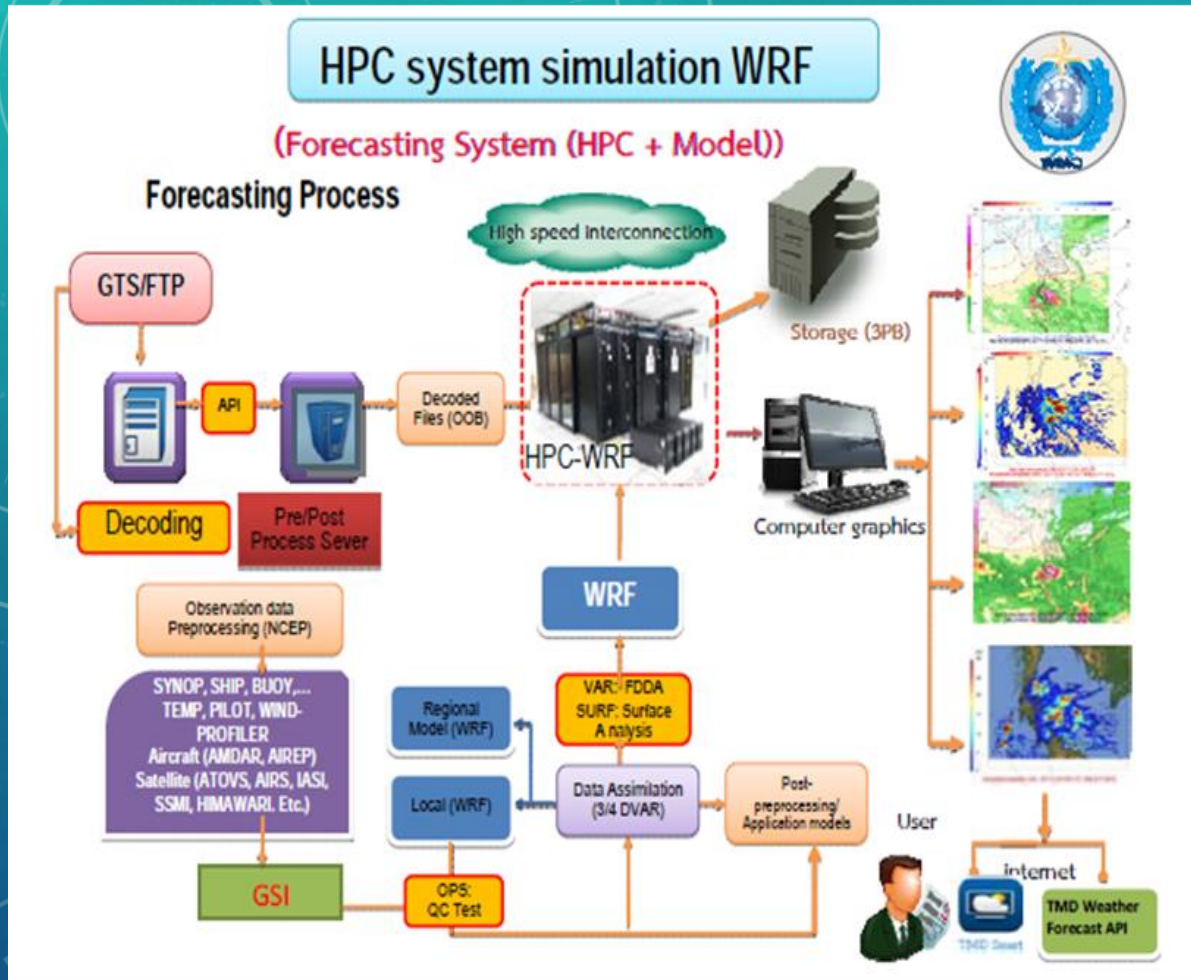 HPC system simulation WRF
(Forecasting System (HPC + Model))
Forecasting Process
High speed interconnection
GTS/FTP
Storage (3PB)
API
Decoded
Files (OOB)
HPC-WRF
Decoding
Pre/Post
Process Sever
Computer graphics
Observation data
Preprocessing (NCEP)
WRF
SYNOP, SHIP, BUOY,...
TEMP, PILOT, WIND-
PROFILER
Aircraft (AMDAR, AIREP)
Satellite (ATOVS, AIRS, IASI,
SSMI, HIMAWARI. Etc.)
Regional
Model (WRF)
VAR: FDDA
SURF: Surface
A nalysis
Local (WRF)
Data Assimilation
(3/4 DVAR)
Post-
preprocessing/
Application models
User
GSI
OPS:
QC Test
internet
TMD Smart
TMD Weather
Forecast API